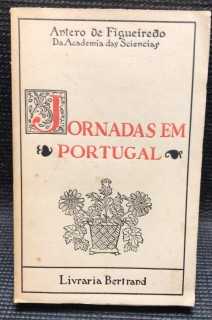 Antero de Figueiredo
Da Academia das Sciencias
JORNADAS EM
PORTUGAL
Livraria Bertrand